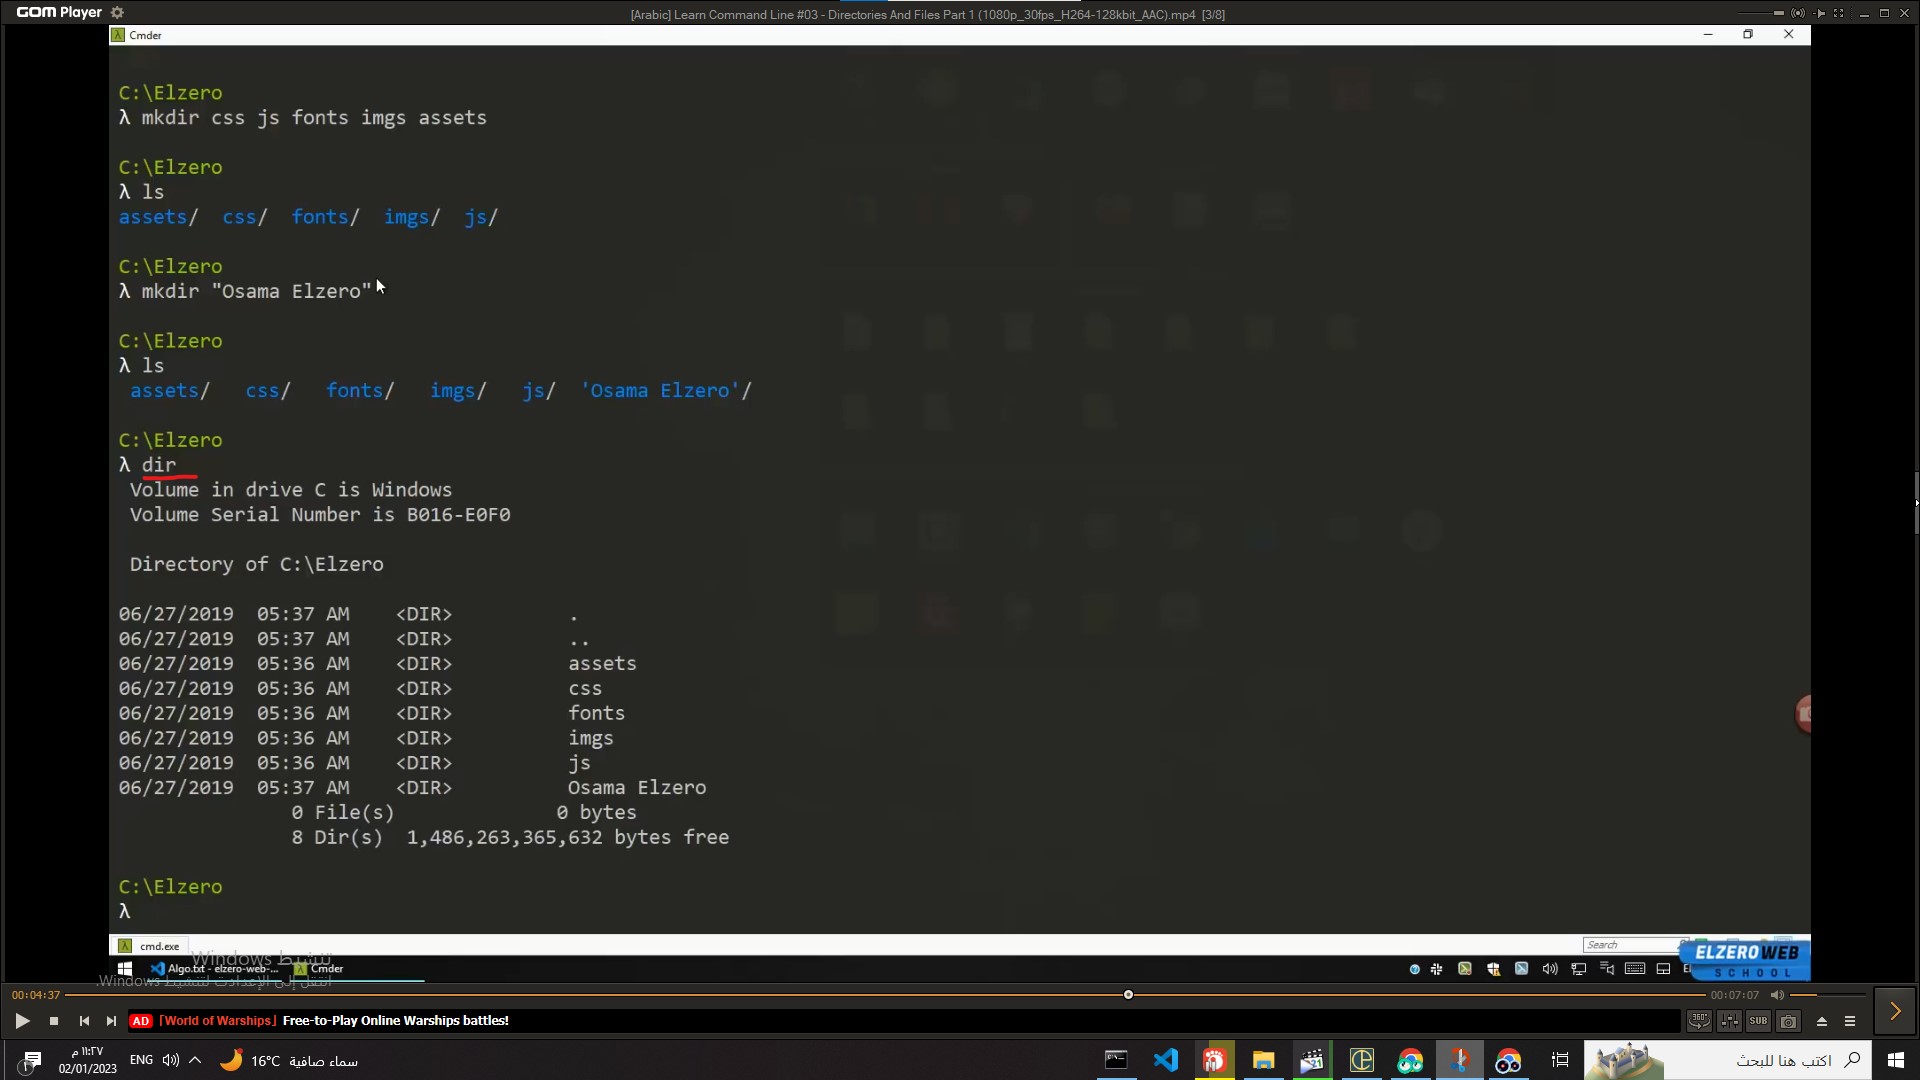 GOM Player
[Arabic] Learn Command Line #03 - Directories And Files Part 1 (1080p_30fps_H264-128kbit_AAC).mp4 [3/8]
Cmder
C:\Elzero
λ mkdir css js fonts imgs assets
C:\Elzero
λ ls
assets/ css/ fonts/ imgs/ js/
C:\Elzero
λ mkdir "Osama Elzero"
C:\Elzero
λ ls
assets/ css/ fonts/ imgs/ js/ 'Osama Elzero'/
C:\Elzero
λ dir
Volume in drive C is Windows
Volume Serial Number is B016-E0F0
Directory of C:\Elzero
06/27/2019 05:37 AM <DIR> .
06/27/2019 05:37 AM <DIR> ..
06/27/2019 05:36 AM <DIR> assets
06/27/2019 05:36 AM <DIR> css
06/27/2019 05:36 AM <DIR> fonts
06/27/2019 05:36 AM <DIR> imgs
06/27/2019 05:36 AM <DIR> js
06/27/2019 05:37 AM <DIR> Osama Elzero
0 File(s) 0 bytes
8 Dir(s) 1,486,263,365,632 bytes free
C:\Elzero
λ
cmd.exe
Search
تنشيط Windows
Algo.txt - elzero-web-...
Cmder
انتقل إلى الإعدادات لتنشيط Windows.
ELZERO WEB
SCHOOL
00:04:37
00:07:07
AD [World of Warships] Free-to-Play Online Warships battles!
360°
SUB
١١:٢٧ م
02/01/2023
ENG
16°C سماء صافية
اكتب هنا للبحث